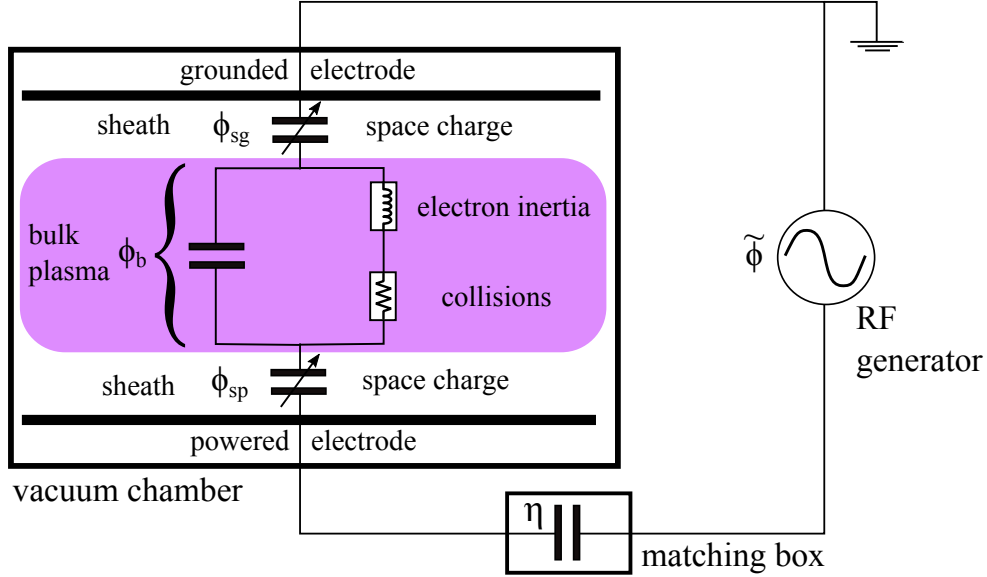 grounded electrode
sheath ϕsg space charge
electron inertia
bulk
plasma ϕb
collisions
sheath ϕsp space charge
powered electrode
vacuum chamber
η
matching box
ϕ̃
RF
generator